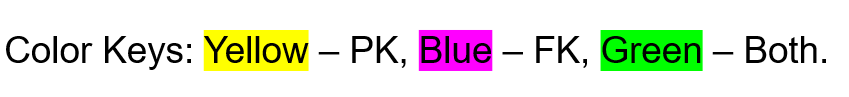 Color Keys: Yellow – PK, Blue – FK, Green – Both.